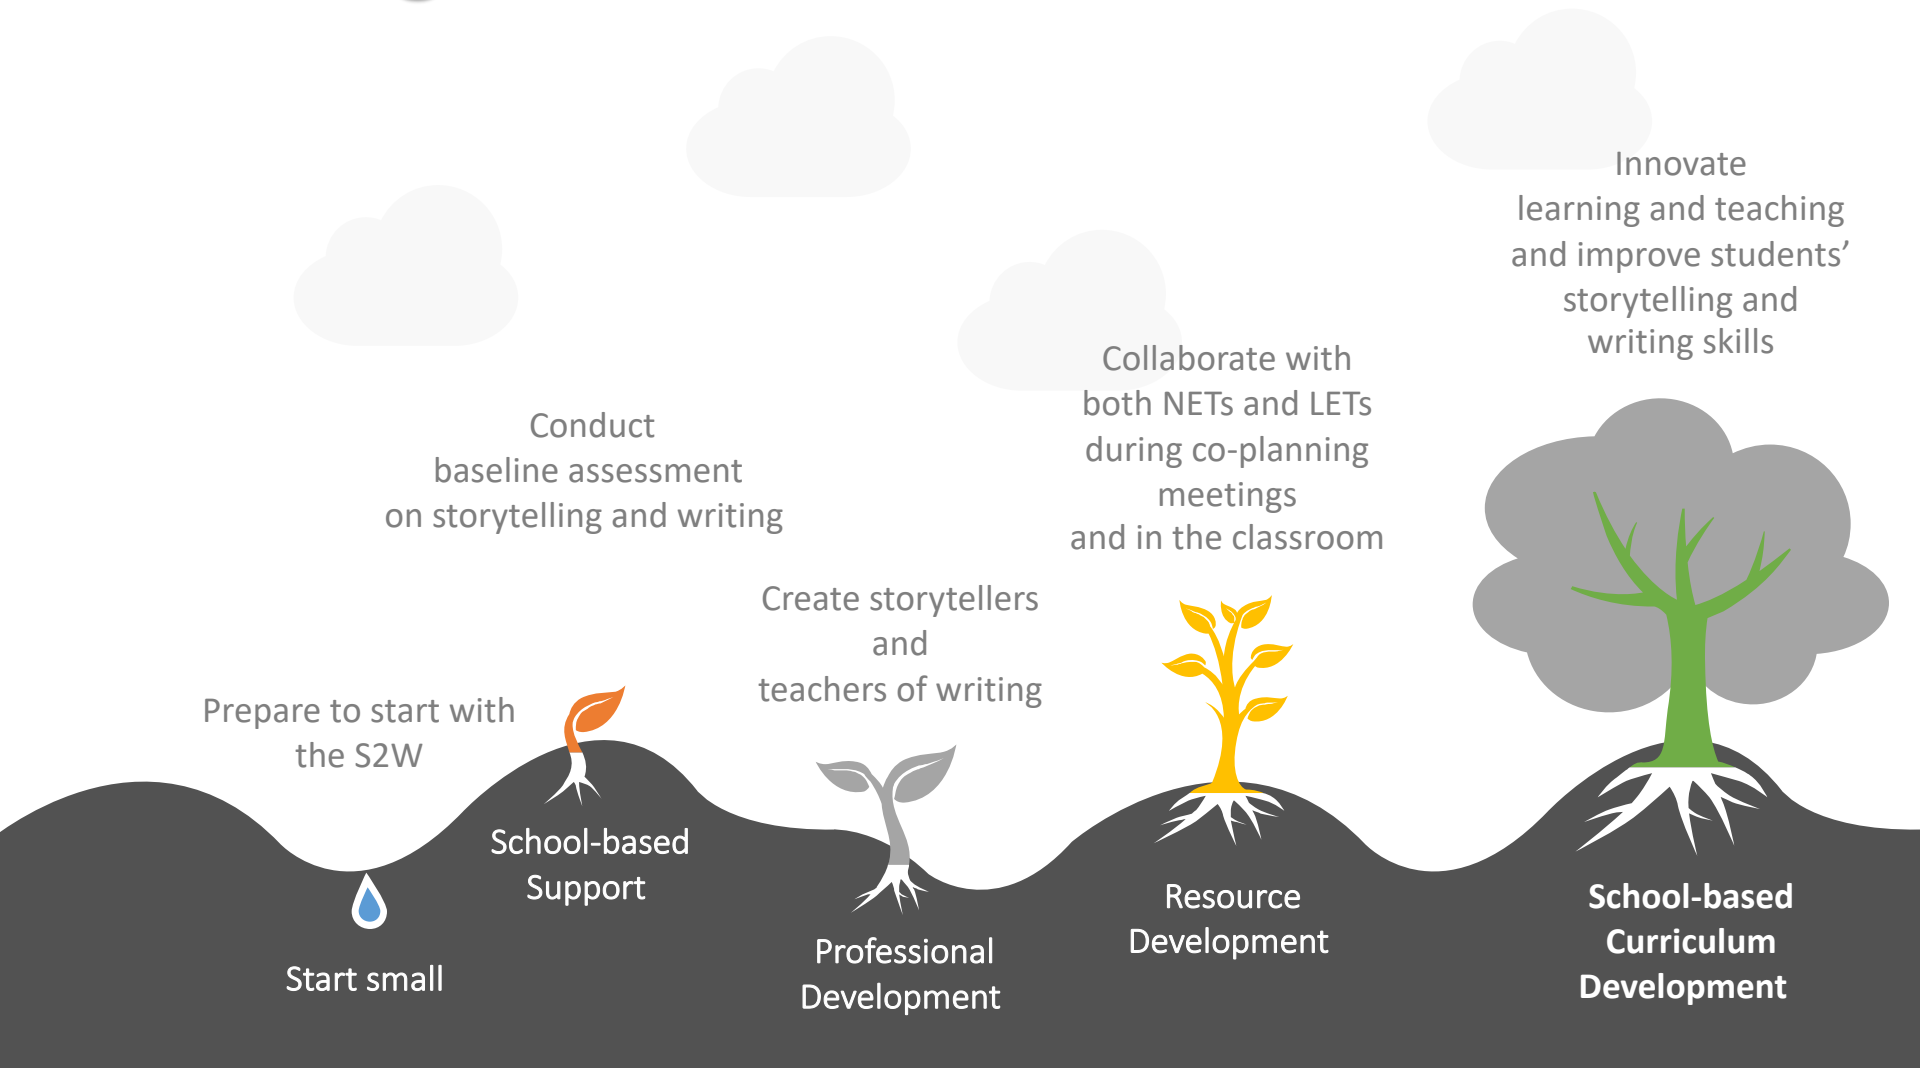 Prepare to start with
the S2W
Start small
Conduct
baseline assessment
on storytelling and writing
School-based
Support
Create storytellers
and
teachers of writing
Professional
Development
Collaborate with
both NETs and LETs
during co-planning
meetings
and in the classroom
Resource
Development
Innovate
learning and teaching
and improve students’
storytelling and
writing skills
School-based
Curriculum
Development